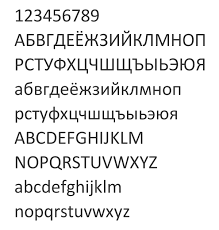 123456789
АБВГДЕЁЖЗИЙКЛМНОП
РСТУФХЦЧШЩЪЫЬЭЮЯ
абвгдеёжзийклмноп
рстуфхцчшщъыьэюя
ABCDEFGHIJKLM
NOPQRSTUVWXYZ
abcdefghijklm
nopqrstuvwxyz